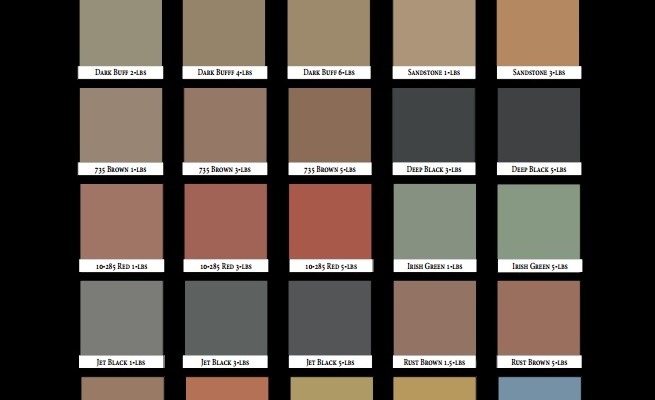 Dark Buff 2-lbs
Dark Bufff 4-lbs
Dark Buff 6-lbs
Sandstone 1-lbs
Sandstone 3-lbs
735 Brown 1-lbs
735 Brown 3-lbs
735 Brown 5-lbs
Deep Black 3-lbs
Deep Black 5-lbs
10-285 Red 1-lbs
10-285 Red 3-lbs
10-285 Red 5-lbs
Irish Green 1-lbs
Irish Green 5-lbs
Jet Black 1-lbs
Jet Black 3-lbs
Jet Black 5-lbs
Rust Brown 1.5-lbs
Rust Brown 5-lbs